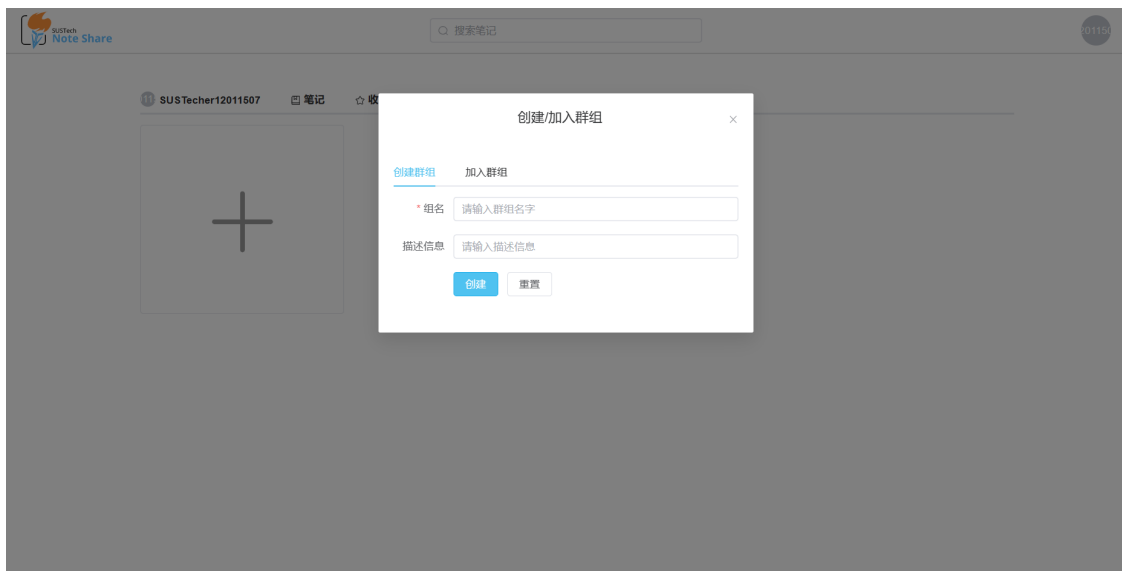 SUSTech
Note Share
搜索笔记
SUSTecher12011507
笔记
收
创建/加入群组
创建群组
加入群组
* 组名
请输入群组名字
描述信息
请输入描述信息
创建
重置